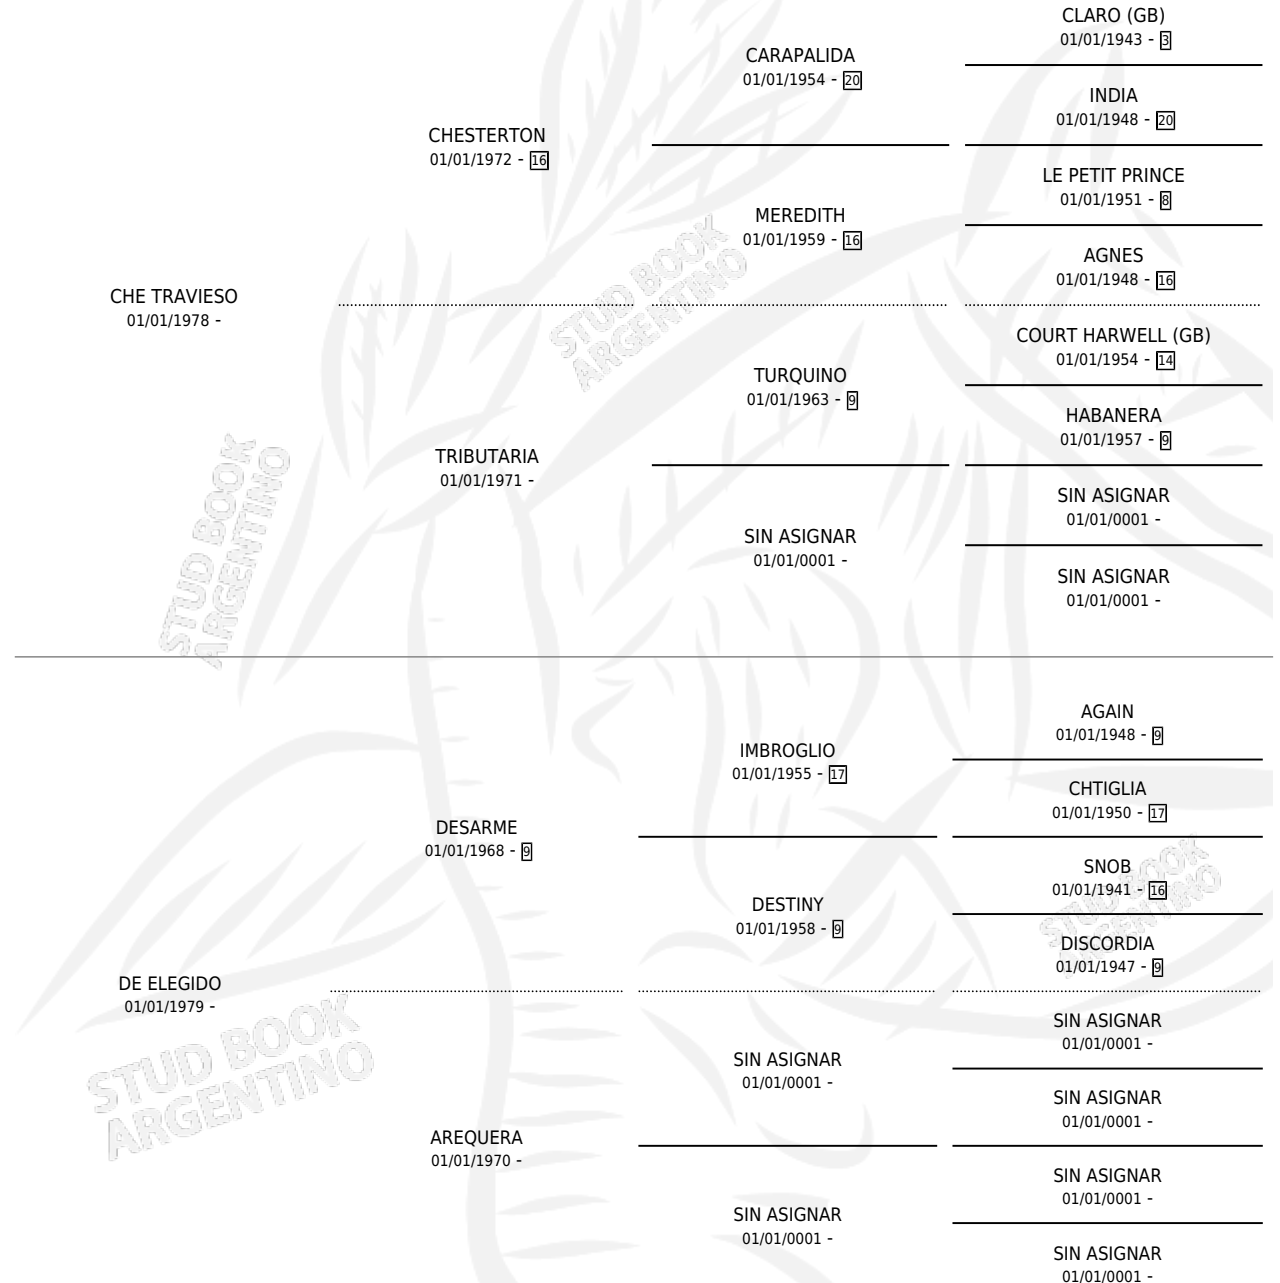 CLARO (GB)
01/01/1943 - 3
CARAPALIDA
01/01/1954 - 20
INDIA
01/01/1948 - 20
CHESTERTON
01/01/1972 - 16
LE PETIT PRINCE
01/01/1951 - 8
MEREDITH
01/01/1959 - 16
AGNES
01/01/1948 - 16
CHE TRAVIESO
01/01/1978 -
COURT HARWELL (GB)
01/01/1954 - 14
TURQUINO
01/01/1963 - 9
HABANERA
01/01/1957 - 9
TRIBUTARIA
01/01/1971 -
SIN ASIGNAR
01/01/0001 -
SIN ASIGNAR
01/01/0001 -
SIN ASIGNAR
01/01/0001 -
AGAIN
01/01/1948 - 9
IMBROGLIO
01/01/1955 - 17
CHTIGLIA
01/01/1950 - 17
DESARME
01/01/1968 - 9
SNOB
01/01/1941 - 16
DESTINY
01/01/1958 - 9
DISCORDIA
01/01/1947 - 9
DE ELEGIDO
01/01/1979 -
SIN ASIGNAR
01/01/0001 -
SIN ASIGNAR
01/01/0001 -
SIN ASIGNAR
01/01/0001 -
AREQUERA
01/01/1970 -
SIN ASIGNAR
01/01/0001 -
SIN ASIGNAR
01/01/0001 -
SIN ASIGNAR
01/01/0001 -
STUD BOOK
ARGENTINO
STUD BOOK
ARGENTINO
STUD BOOK
ARGENTINO
STUD BOOK
ARGENTINO